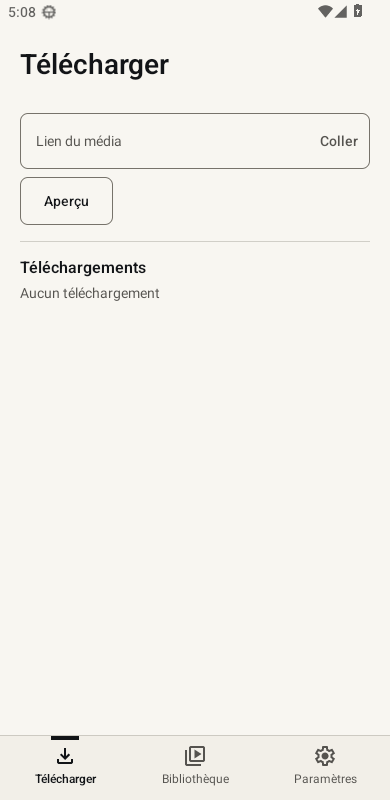 5:08
Télécharger
Lien du média
Coller
Aperçu
Téléchargements
Aucun téléchargement
Télécharger
Bibliothèque
Paramètres